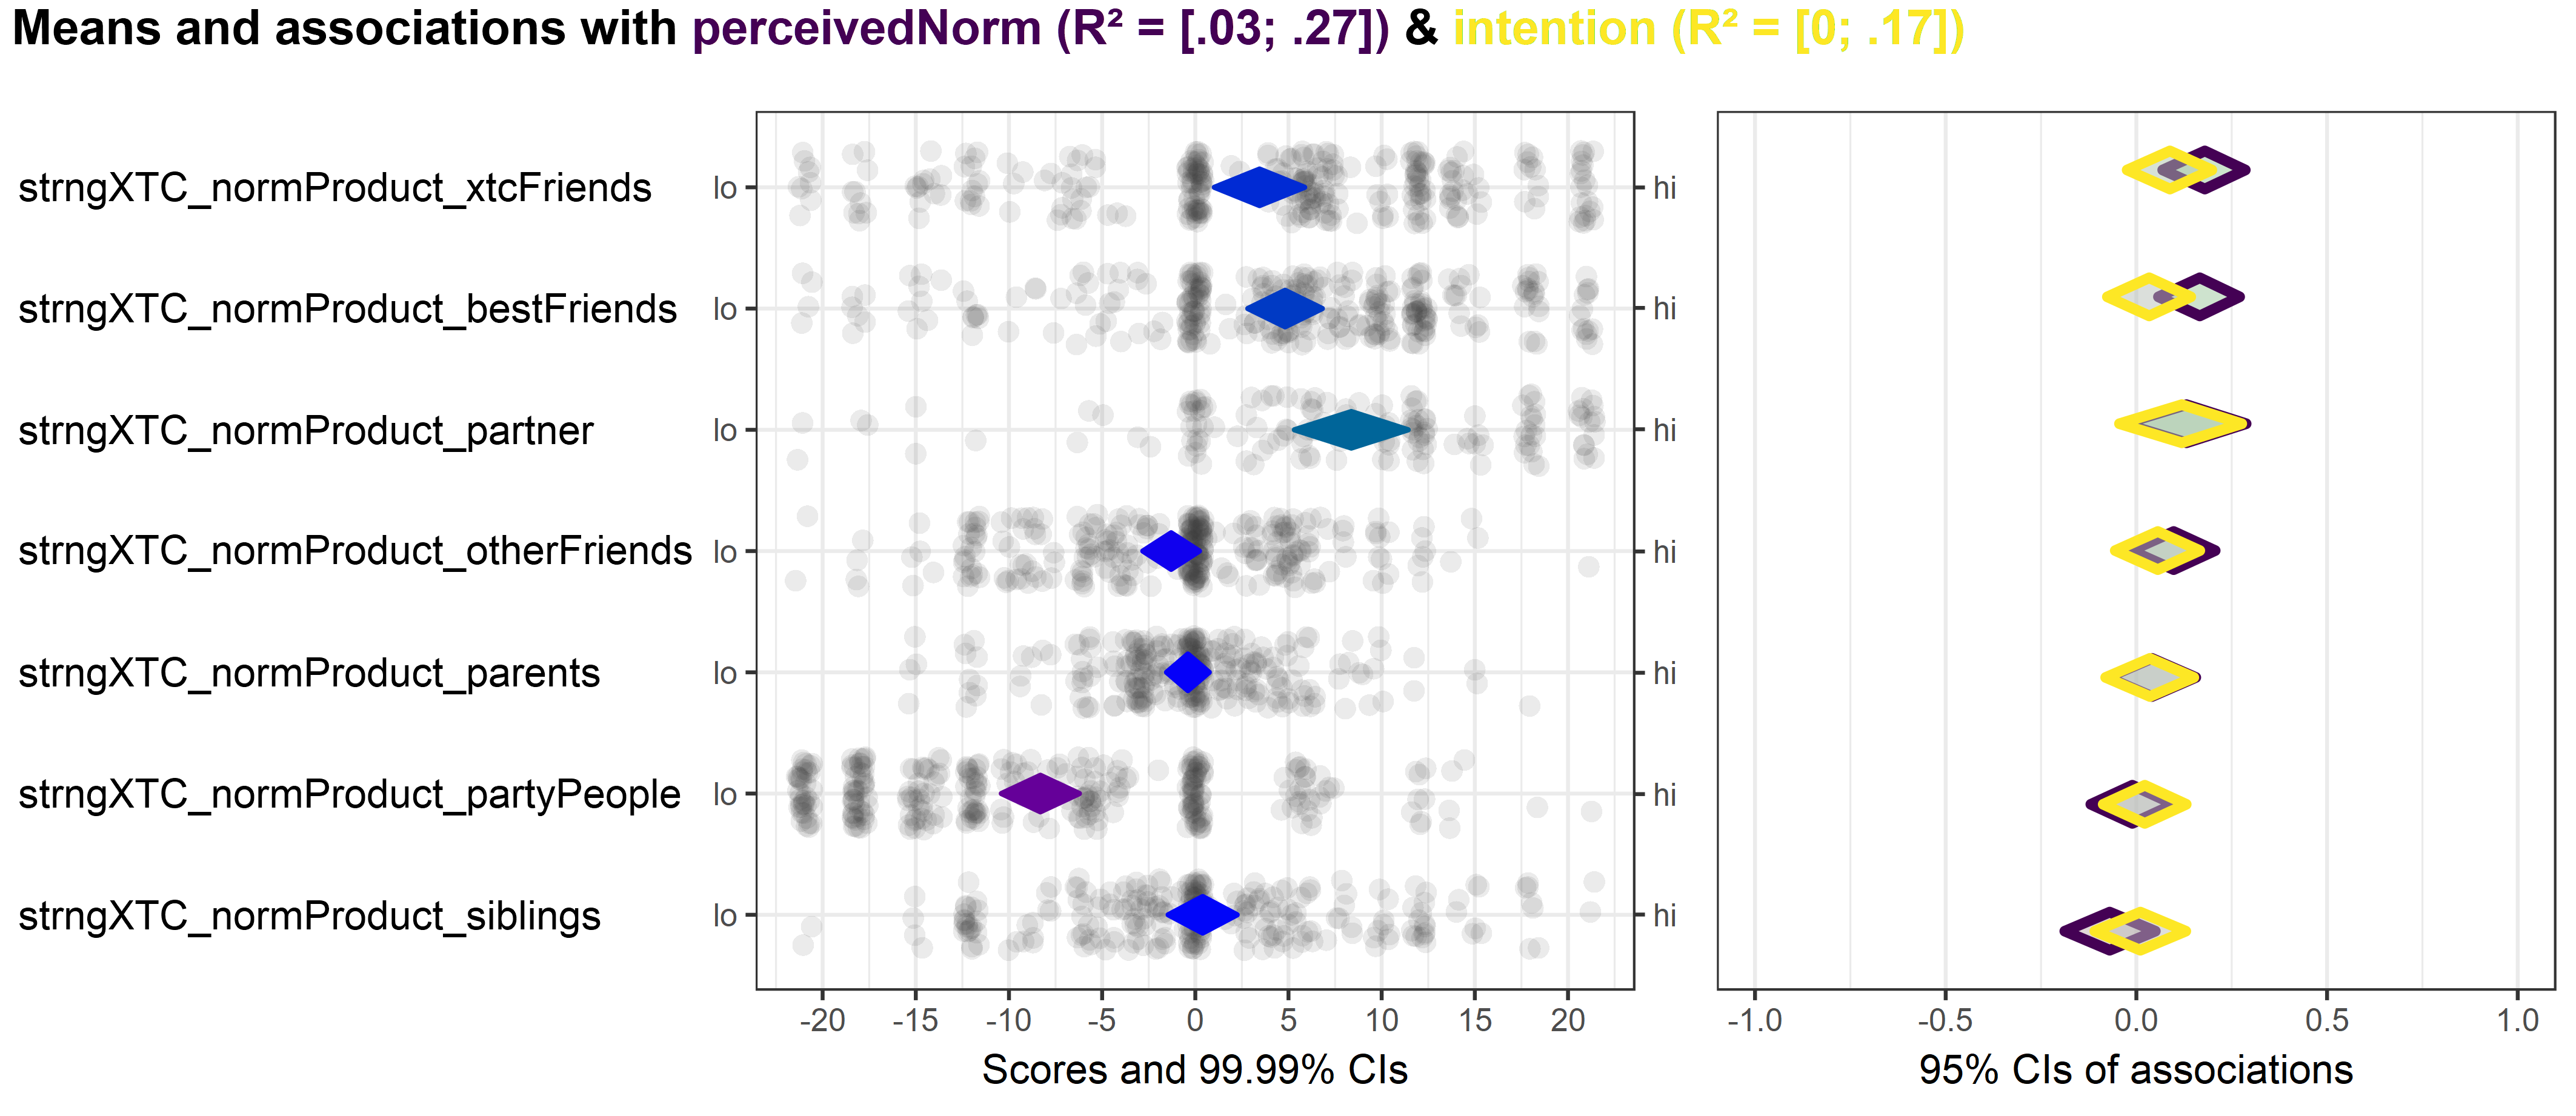 Means and associations with perceivedNorm (R² = [.03; .27]) & intention (R² = [0; .17])
strngXTC_normProduct_xtcFriends lo hi
strngXTC_normProduct_bestFriends lo hi
strngXTC_normProduct_partner lo hi
strngXTC_normProduct_otherFriends lo hi
strngXTC_normProduct_parents lo hi
strngXTC_normProduct_partyPeople lo hi
strngXTC_normProduct_siblings lo hi
-20 -15 -10 -5 0 5 10 15 20 -1.0 -0.5 0.0 0.5 1.0
Scores and 99.99% CIs 95% CIs of associations